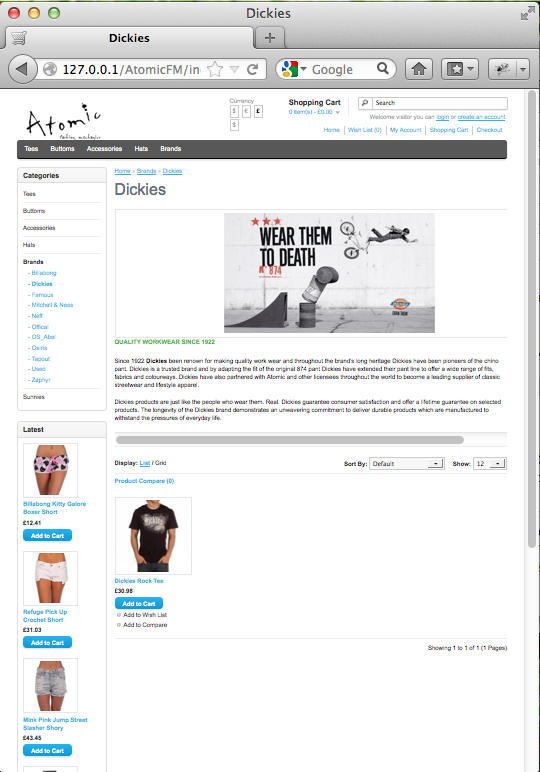 Dickies
Dickies
127.0.0.1/AtomicFM/in
Google
Currency
$ € £
$
Shopping Cart
0 item(s) - £0.00
Search
Welcome visitor you can login or create an account.
Home Wish List (0) My Account Shopping Cart Checkout
Atomic
Tees Buttoms Accessories Hats Brands
Categories
Tees
Buttoms
Accessories
Hats
Brands
- Billabong
- Dickies
- Famous
- Mitchell & Ness
- Neff
- Offical
- OS_Abel
- Osiris
- Tapout
- Used
- Zephyr
Sunnies
Latest
Billabong Kitty Galore
Boxer Short
£12.41
Add to Cart
Refuge Pick Up
Crochet Short
£31.03
Add to Cart
Mink Pink Jump Street
Slasher Shory
£43.45
Add to Cart
Home » Brands » Dickies
Dickies
WEAR THEM
TO DEATH
N° 874
QUALITY WORKWEAR SINCE 1922
Since 1922 Dickies been renown for making quality work wear and throughout the brand's long heritage Dickies have been pioneers of the chino
pant. Dickies is a trusted brand and by adapting the fit of the original 874 pant Dickies have extended their pant line to offer a wide range of fits,
fabrics and colourways. Dickies have also partnered with Atomic and other licensees throughout the world to become a leading supplier of classic
streetwear and lifestyle apparel.
Dickies products are just like the people who wear them. Real. Dickies guarantee consumer satisfaction and offer a lifetime guarantee on selected
products. The longevity of the Dickies brand demonstrates an unwavering commitment to deliver durable products which are manufactured to
withstand the pressures of everyday life.
Display: List / Grid
Sort By: Default
Show: 12
Product Compare (0)
Dickies Rock Tee
£30.98
Add to Cart
Add to Wish List
Add to Compare
Showing 1 to 1 of 1 (1 Pages)